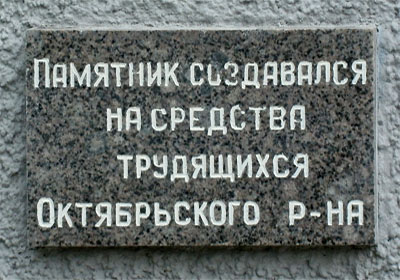 Памятник создавался
на средства
трудящихся
Октябрьского р-на